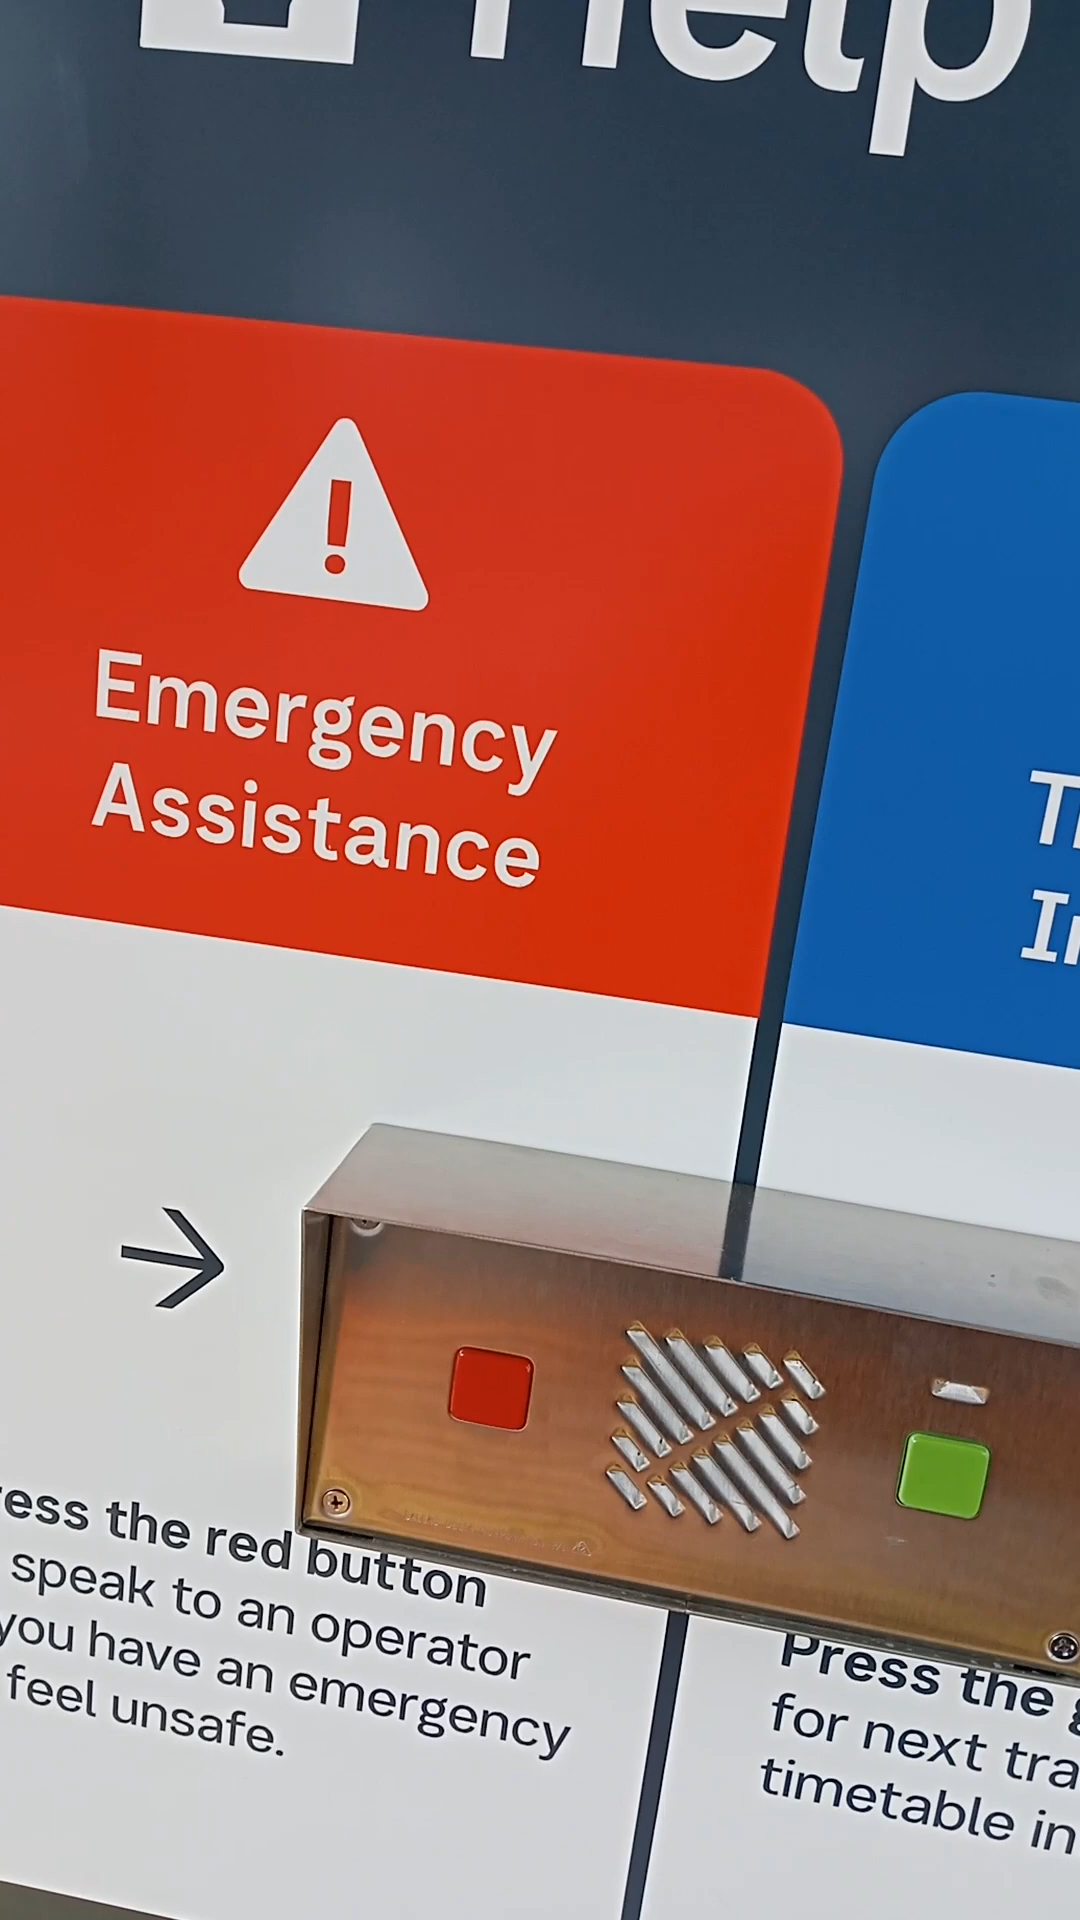 Help
Emergency
Assistance
ress the red button
speak to an operator
you have an emergency
feel unsafe.
Press the
for next tra
timetable in